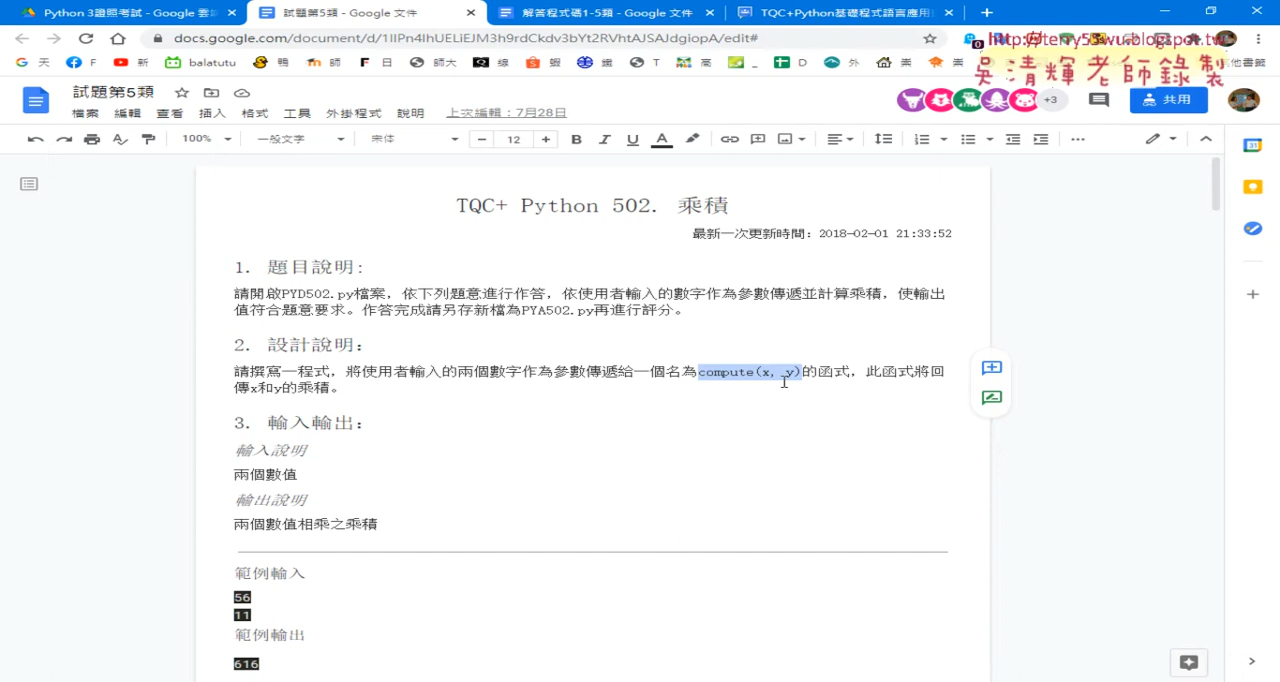 Python 3證照考試 - Google 雲
試題第5類 - Google 文件
解答程式碼1-5類 - Google 文件
TQC+Python基礎程式語言應用
docs.google.com/document/d/1IIPn4IhUELiEJM3h9rdCkdv3bYt2RVhtAJSAJdgiopA/edit#
http://terry55wu.blogspot.tw
天 F 新 balatutu 鴨 師 日 師大 線 蝦 T 高 D 外
吳清輝老師錄製
試題第5類
檔案 編輯 查看 插入 格式 工具 外掛程式 說明 上次編輯：7月28日
+3
共用
100% 一般文字 宋体 12 B I U A
31
TQC+ Python 502. 乘積
最新一次更新時間：2018-02-01 21:33:52
1. 題目說明:
請開啟PYD502.py檔案，依下列題意進行作答，依使用者輸入的數字作為參數傳遞並計算乘積，使輸出
值符合題意要求。作答完成請另存新檔為PYA502.py再進行評分。
2. 設計說明：
請撰寫一程式，將使用者輸入的兩個數字作為參數傳遞給一個名為compute(x, y)的函式，此函式將回
傳x和y的乘積。
3. 輸入輸出：
輸入說明
兩個數值
輸出說明
兩個數值相乘之乘積
範例輸入
56
11
範例輸出
616